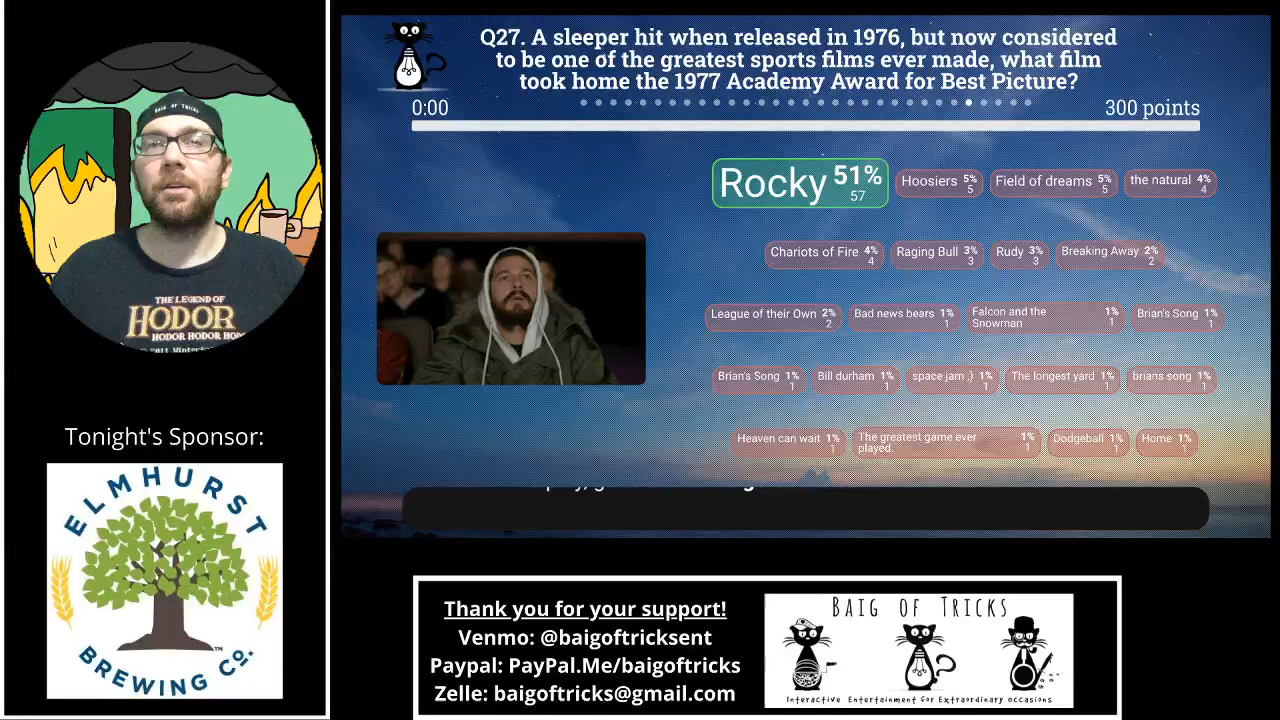 Q27. A sleeper hit when released in 1976, but now considered
to be one of the greatest sports films ever made, what film
took home the 1977 Academy Award for Best Picture?
0:00
300 points
Rocky 51% 57
Hoosiers 5% 5
Field of dreams 5% 5
the natural 4% 4
Chariots of Fire 4% 4
Raging Bull 3% 3
Rudy 3% 3
Breaking Away 2% 2
League of their Own 2% 2
Bad news bears 1% 1
Falcon and the
Snowman 1% 1
Brian's Song 1% 1
Brian's Song 1% 1
Bill durham 1% 1
space jam ;) 1% 1
The longest yard 1% 1
brians song 1% 1
Heaven can wait 1% 1
The greatest game ever
played. 1% 1
Dodgeball 1% 1
Home 1% 1
BAIG OF TRICKS
THE LEGEND OF
HODOR
HODOR HODOR
Tonight's Sponsor:
ELMHURST
BREWING CO.
TM
Thank you for your support!
Venmo: @baigoftricksent
Paypal: PayPal.Me/baigoftricks
Zelle: baigoftricks@gmail.com
BAIG OF TRICKS
Interactive Entertainment for Extraordinary occasions